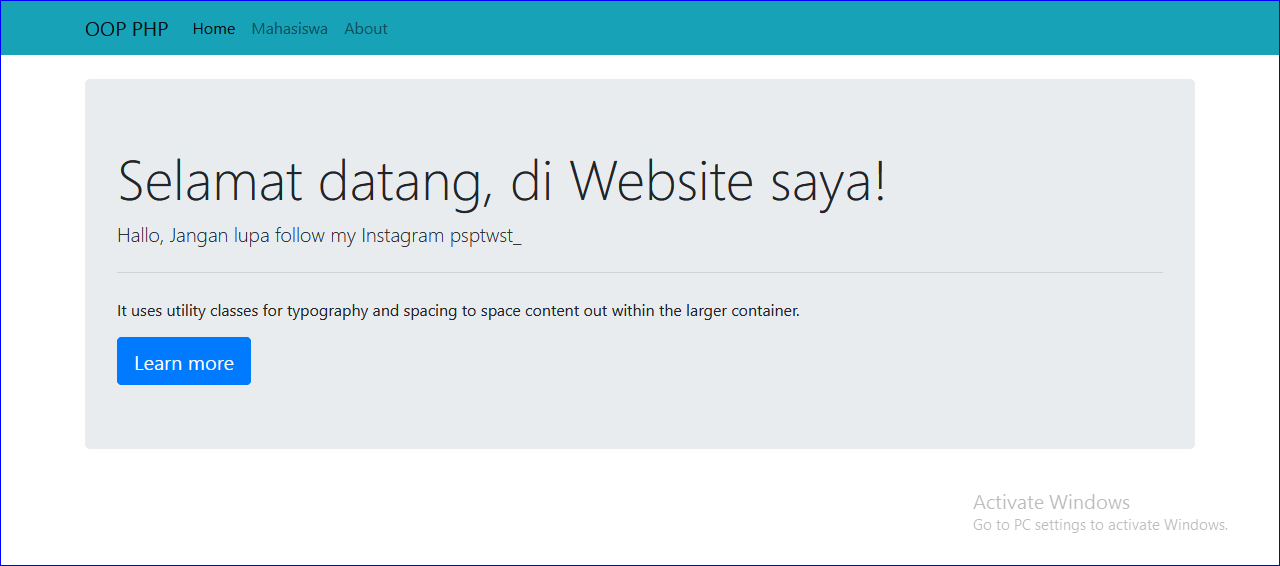 OOP PHP Home Mahasiswa About
Selamat datang, di Website saya!
Hallo, Jangan lupa follow my Instagram psptwst_
It uses utility classes for typography and spacing to space content out within the larger container.
Learn more
Activate Windows
Go to PC settings to activate Windows.